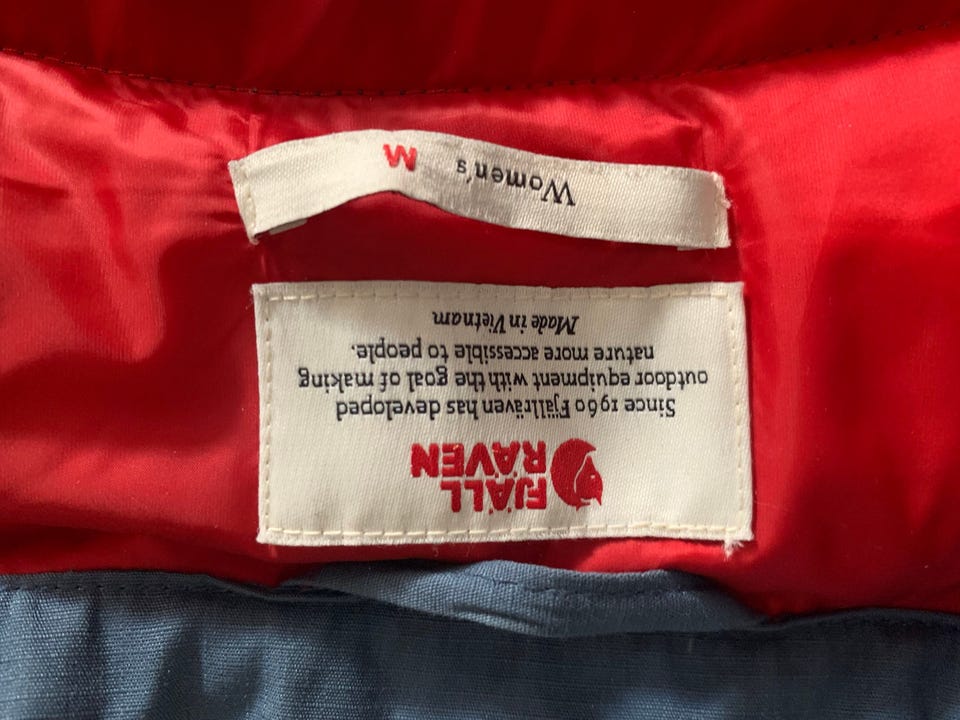 FJÄLL
RÄVEN
Since 1960 Fjällräven has developed
outdoor equipment with the goal of making
nature more accessible to people.
Made in Vietnam
Women's M